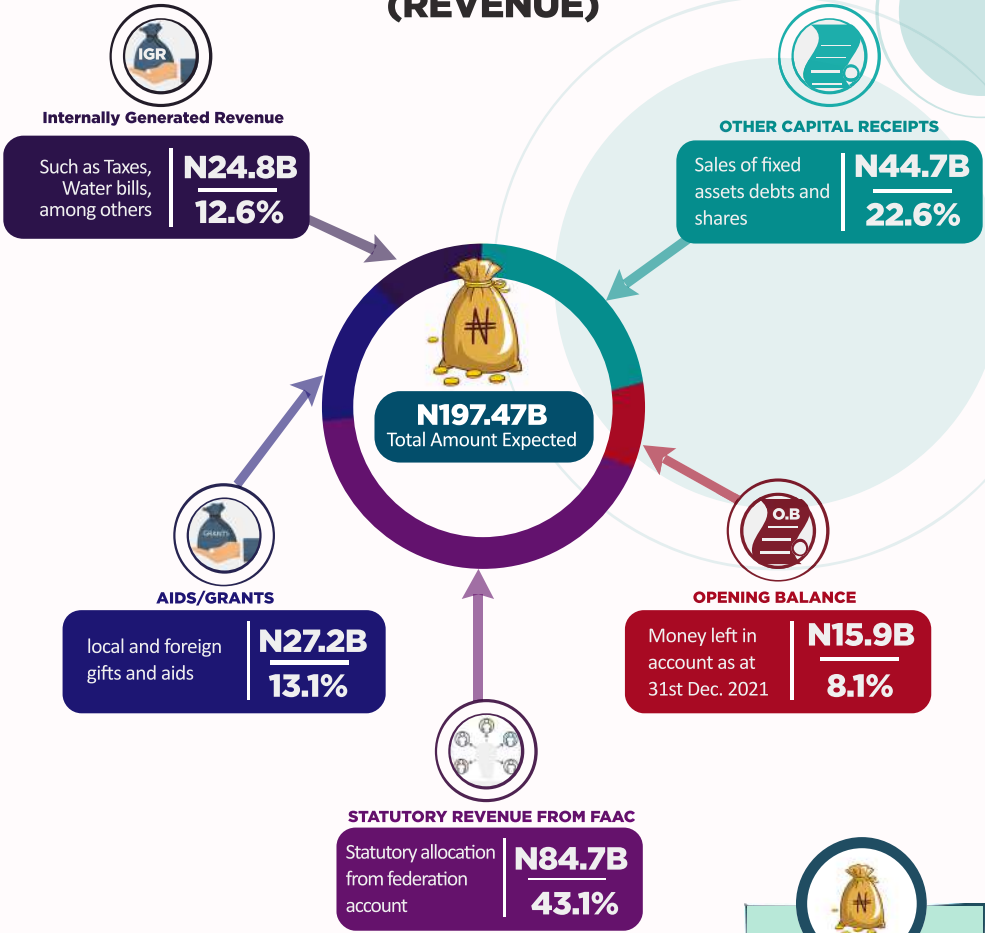 (REVENUE)
IGR
Internally Generated Revenue
Such as Taxes,
Water bills,
among others
N24.8B
12.6%
OTHER CAPITAL RECEIPTS
Sales of fixed
assets debts and
shares
N44.7B
22.6%
₦
N197.47B
Total Amount Expected
GRANTS
AIDS/GRANTS
local and foreign
gifts and aids
N27.2B
13.1%
O.B
OPENING BALANCE
Money left in
account as at
31st Dec. 2021
N15.9B
8.1%
STATUTORY REVENUE FROM FAAC
Statutory allocation
from federation
account
N84.7B
43.1%
₦